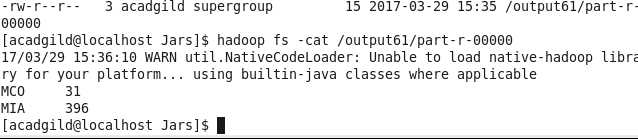 -rw-r--r--   3 acadgild supergroup         15 2017-03-29 15:35 /output61/part-r-
00000
[acadgild@localhost Jars]$ hadoop fs -cat /output61/part-r-00000
17/03/29 15:36:10 WARN util.NativeCodeLoader: Unable to load native-hadoop libra
ry for your platform... using builtin-java classes where applicable
MCO     31
MIA     396
[acadgild@localhost Jars]$